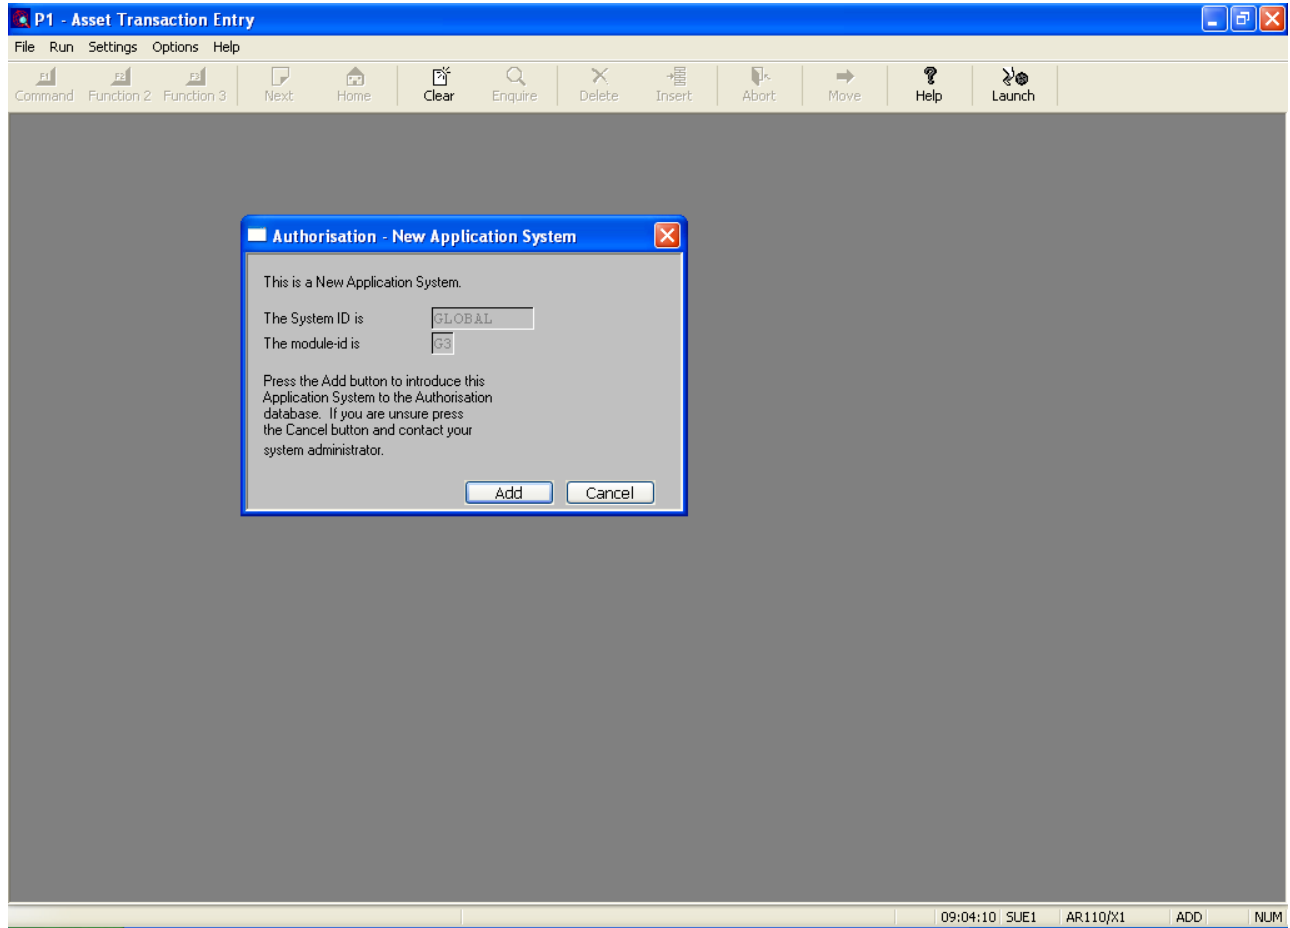 P1 - Asset Transaction Entry
File Run Settings Options Help
F1 F2 F3
Command Function 2 Function 3 Next Home Clear Enquire Delete Insert Abort Move Help Launch
Authorisation - New Application System
This is a New Application System.
The System ID is GLOBAL
The module-id is G3
Press the Add button to introduce this
Application System to the Authorisation
database. If you are unsure press
the Cancel button and contact your
system administrator.
Add Cancel
09:04:10 SUE1 AR110/X1 ADD NUM